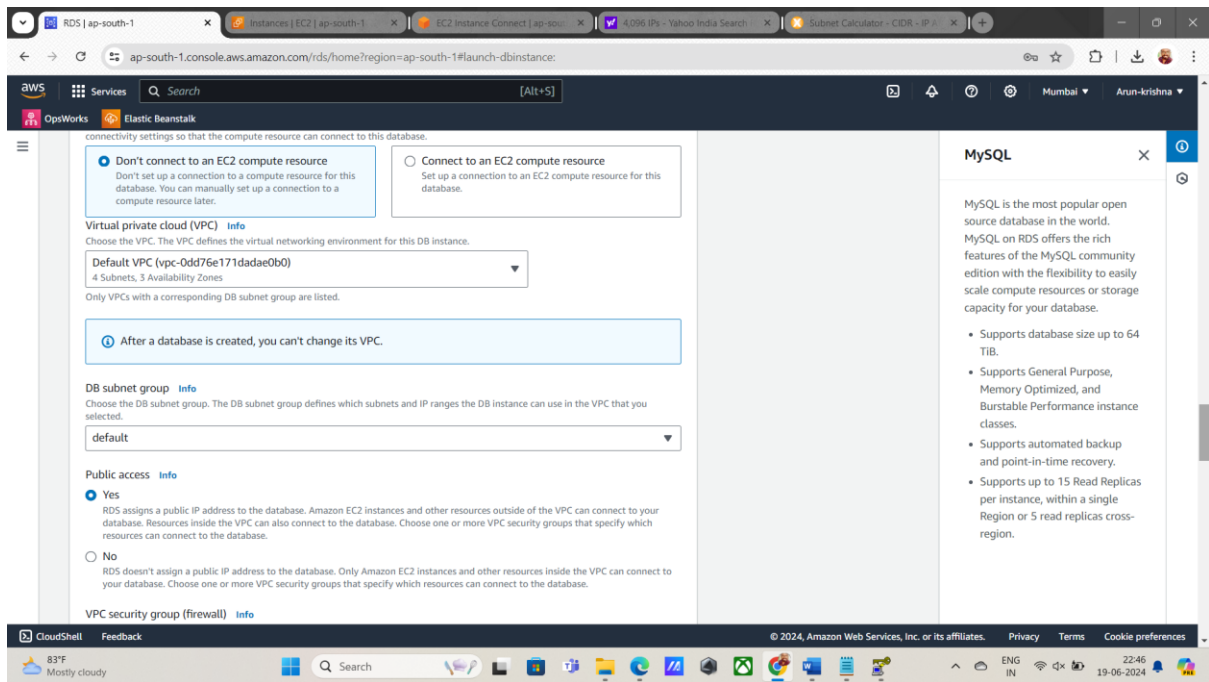 RDS | ap-south-1
Instances | EC2 | ap-south-1
EC2 Instance Connect | ap-sou
4,096 IPs - Yahoo India Search
Subnet Calculator - CIDR - IP A
ap-south-1.console.aws.amazon.com/rds/home?region=ap-south-1#launch-dbinstance:
aws
Services
Search
[Alt+S]
Mumbai
Arun-krishna
OpsWorks
Elastic Beanstalk
connectivity settings so that the compute resource can connect to this database.
Don't connect to an EC2 compute resource
Don't set up a connection to a compute resource for this
database. You can manually set up a connection to a
compute resource later.
Connect to an EC2 compute resource
Set up a connection to an EC2 compute resource for this
database.
Virtual private cloud (VPC) Info
Choose the VPC. The VPC defines the virtual networking environment for this DB instance.
Default VPC (vpc-0dd76e171dadae0b0)
4 Subnets, 3 Availability Zones
Only VPCs with a corresponding DB subnet group are listed.
After a database is created, you can't change its VPC.
DB subnet group Info
Choose the DB subnet group. The DB subnet group defines which subnets and IP ranges the DB instance can use in the VPC that you
selected.
default
Public access Info
Yes
RDS assigns a public IP address to the database. Amazon EC2 instances and other resources outside of the VPC can connect to your
database. Resources inside the VPC can also connect to the database. Choose one or more VPC security groups that specify which
resources can connect to the database.
No
RDS doesn't assign a public IP address to the database. Only Amazon EC2 instances and other resources inside the VPC can connect to
your database. Choose one or more VPC security groups that specify which resources can connect to the database.
VPC security group (firewall) Info
MySQL
MySQL is the most popular open
source database in the world.
MySQL on RDS offers the rich
features of the MySQL community
edition with the flexibility to easily
scale compute resources or storage
capacity for your database.
• Supports database size up to 64
TiB.
• Supports General Purpose,
Memory Optimized, and
Burstable Performance instance
classes.
• Supports automated backup
and point-in-time recovery.
• Supports up to 15 Read Replicas
per instance, within a single
Region or 5 read replicas cross-
region.
CloudShell
Feedback
© 2024, Amazon Web Services, Inc. or its affiliates.
Privacy
Terms
Cookie preferences
83°F
Mostly cloudy
Search
ENG
IN
22:46
19-06-2024